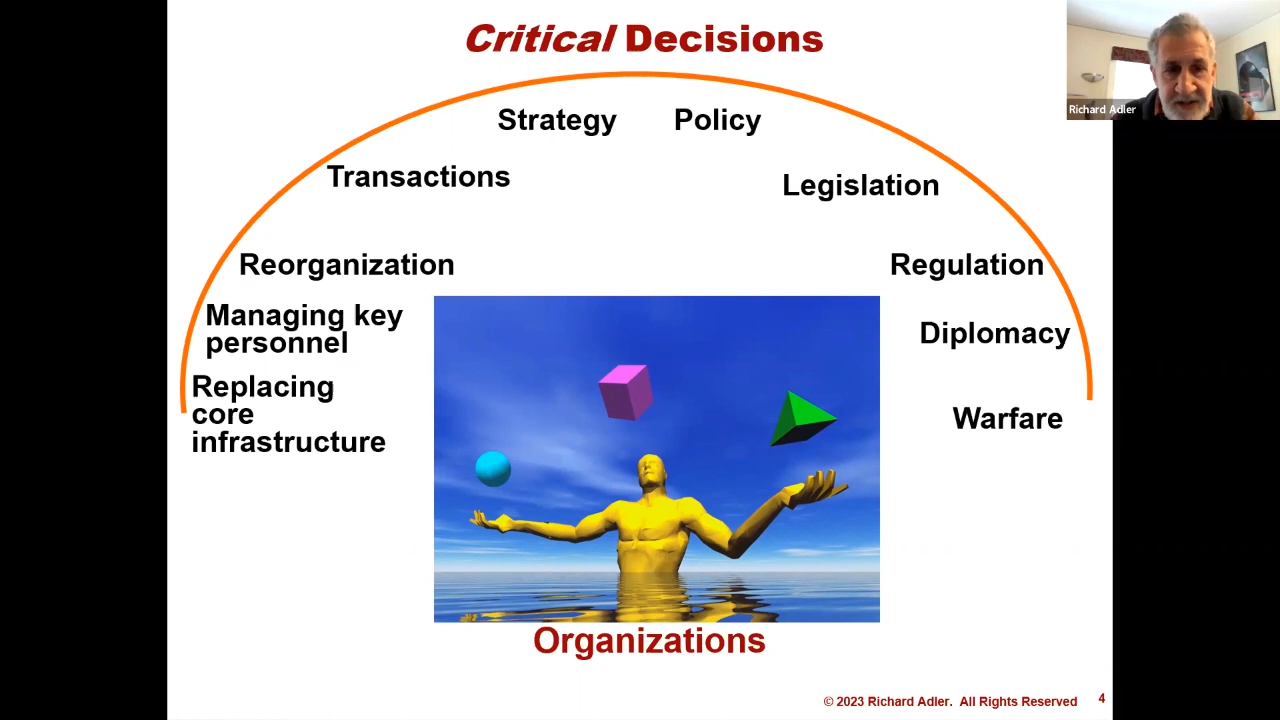 Critical Decisions
Richard Adler
Strategy
Policy
Transactions
Legislation
Reorganization
Regulation
Managing key
personnel
Diplomacy
Replacing
core
infrastructure
Warfare
Organizations
© 2023 Richard Adler. All Rights Reserved
4